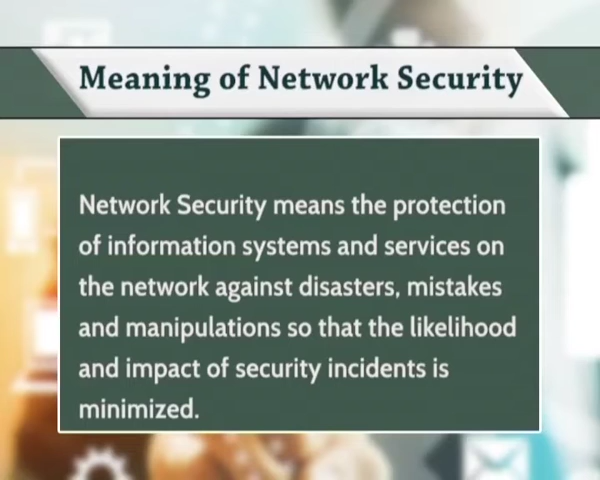 Meaning of Network Security
Network Security means the protection
of information systems and services on
the network against disasters, mistakes
and manipulations so that the likelihood
and impact of security incidents is
minimized.